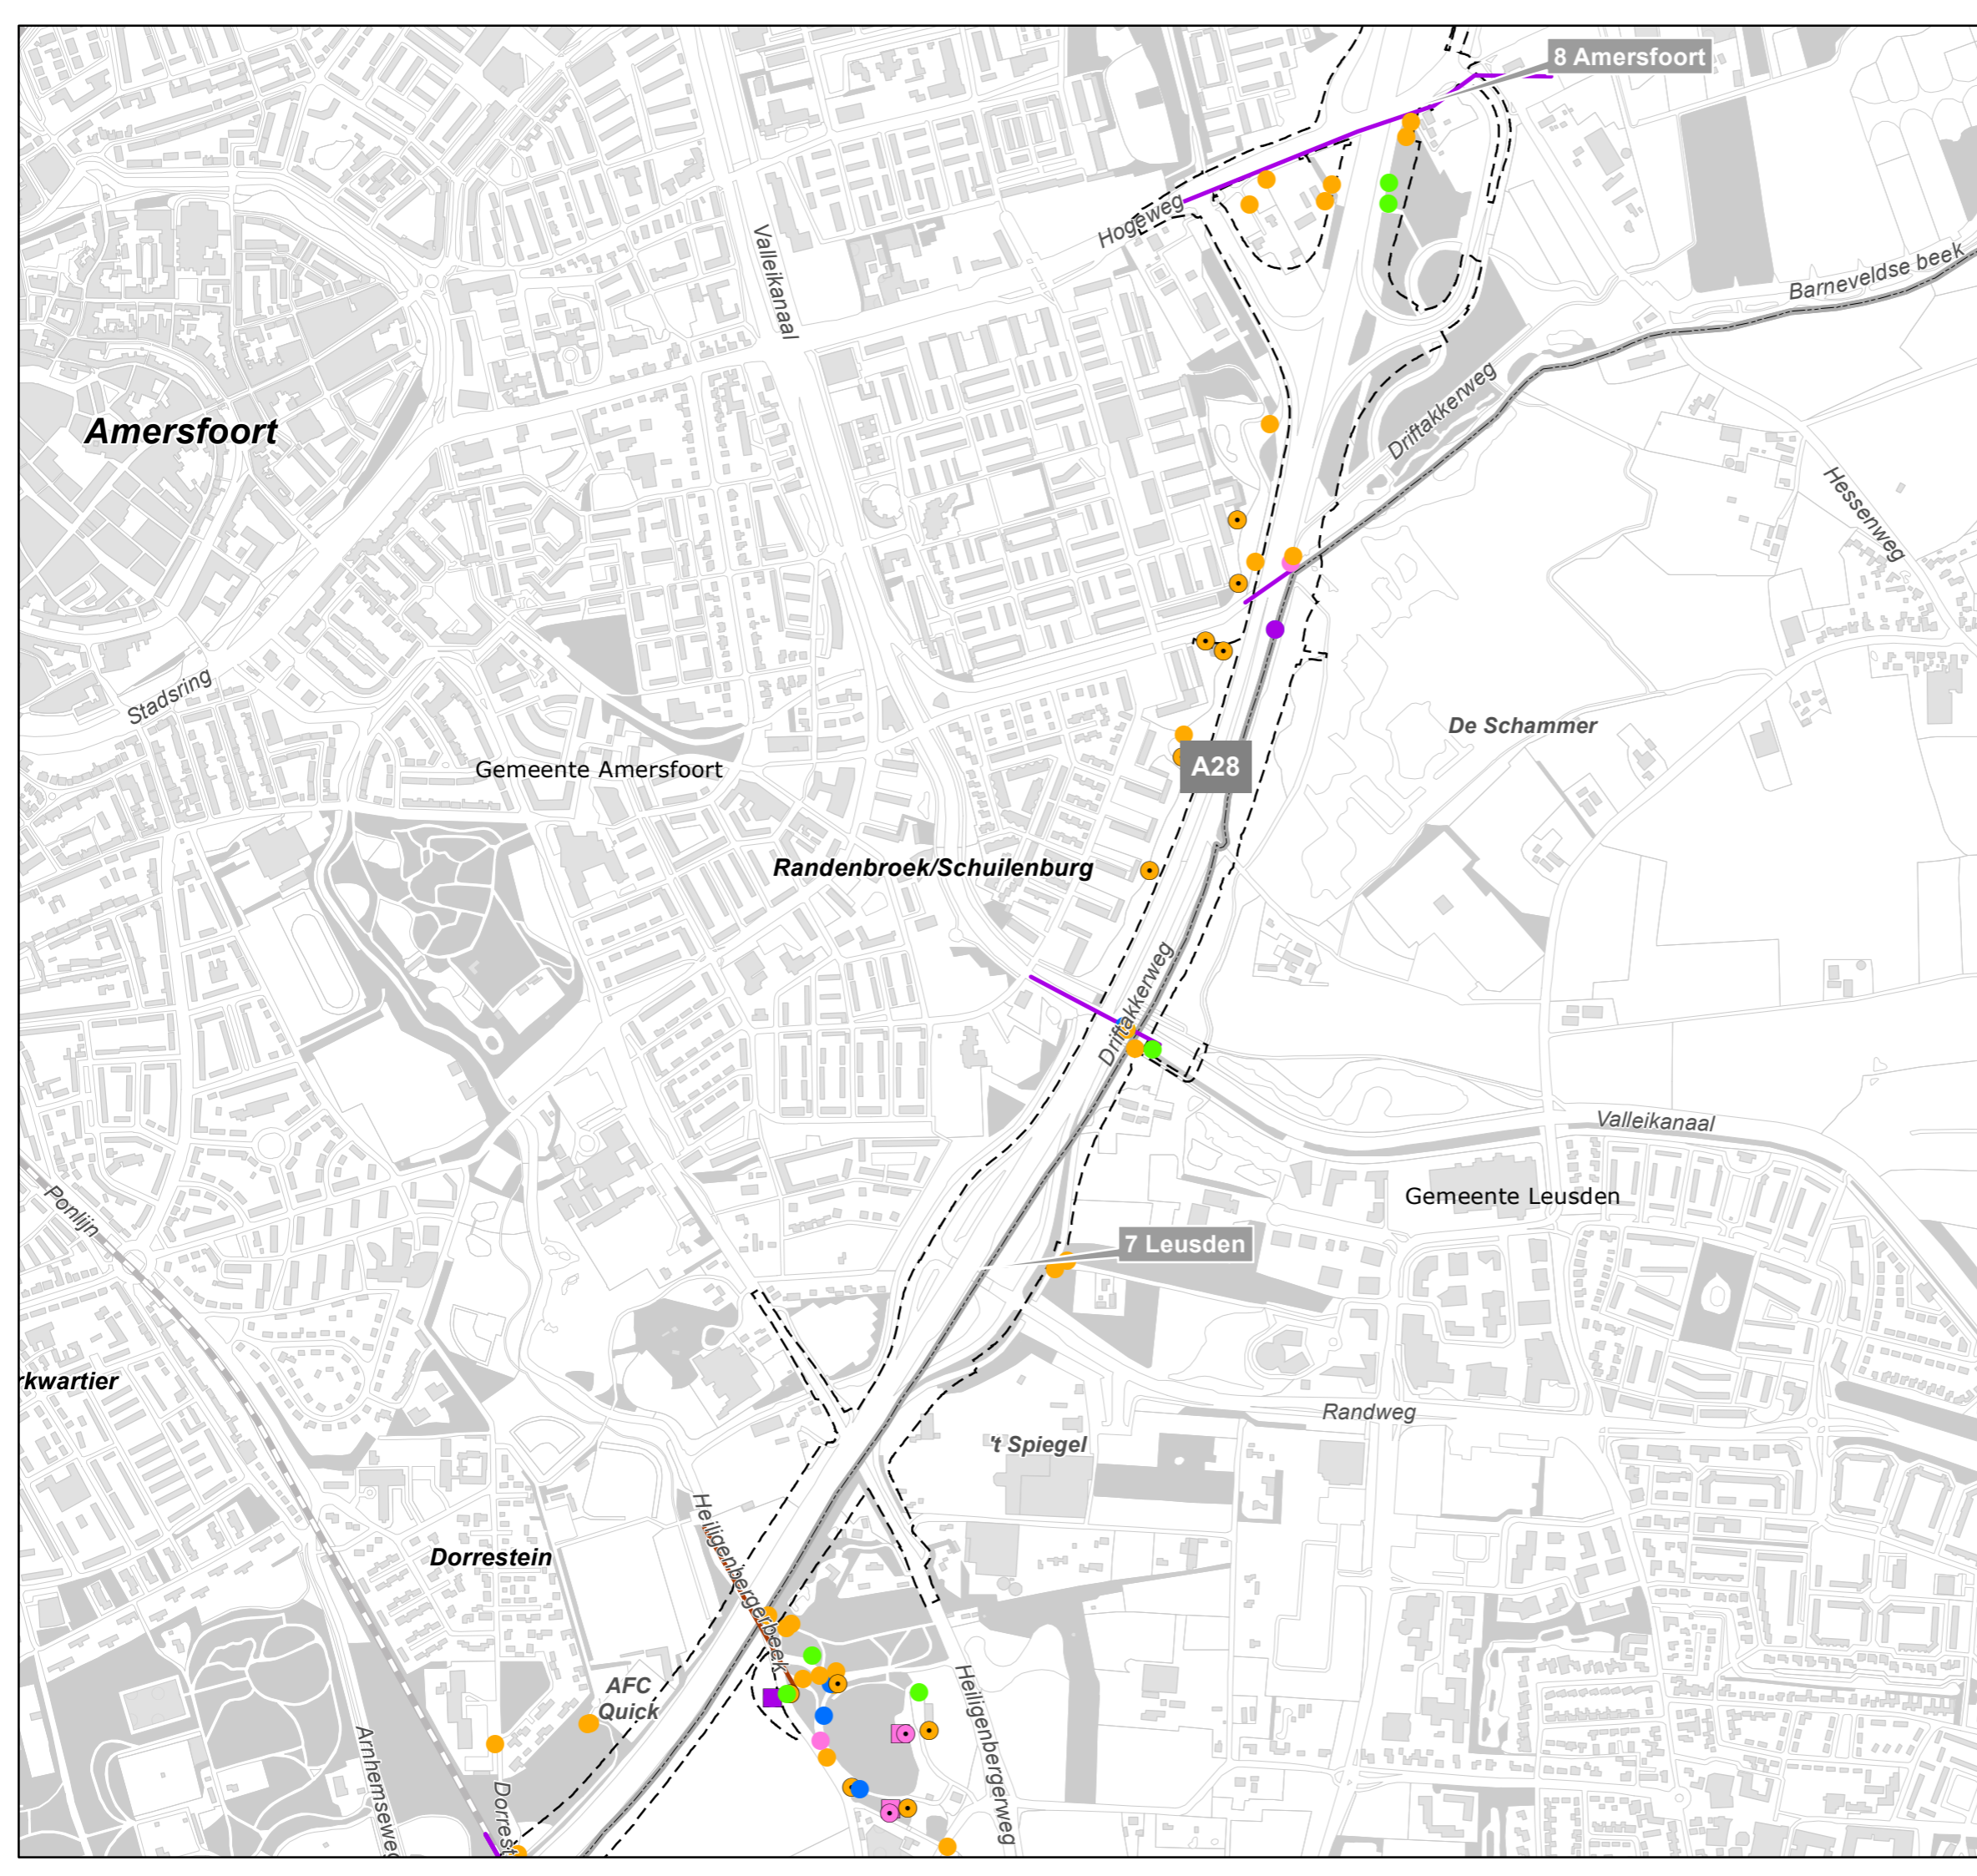 8 Amersfoort
Hogeweg
Valleikanaal
Barneveldse beek
Amersfoort
Driftakkerweg
Hessenweg
Stadsring
De Schammer
Gemeente Amersfoort
A28
Randenbroek/Schuilenburg
Driftakkerweg
Valleikanaal
Ponlijn
Gemeente Leusden
7 Leusden
rkwartier
Randweg
't Spiegel
Heiligenbergerbeek
Dorrestein
AFC
Quick
Heiligenbergerweg
Arnhemseweg
Dorrest